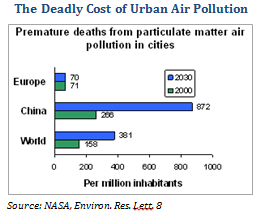 The Deadly Cost of Urban Air Pollution
Premature deaths from particulate matter air
pollution in cities
2030
2000
Europe
70
71
China
872
266
World
381
158
0 200 400 600 800 1000
Per million inhabitants
Source: NASA, Environ. Res. Lett. 8